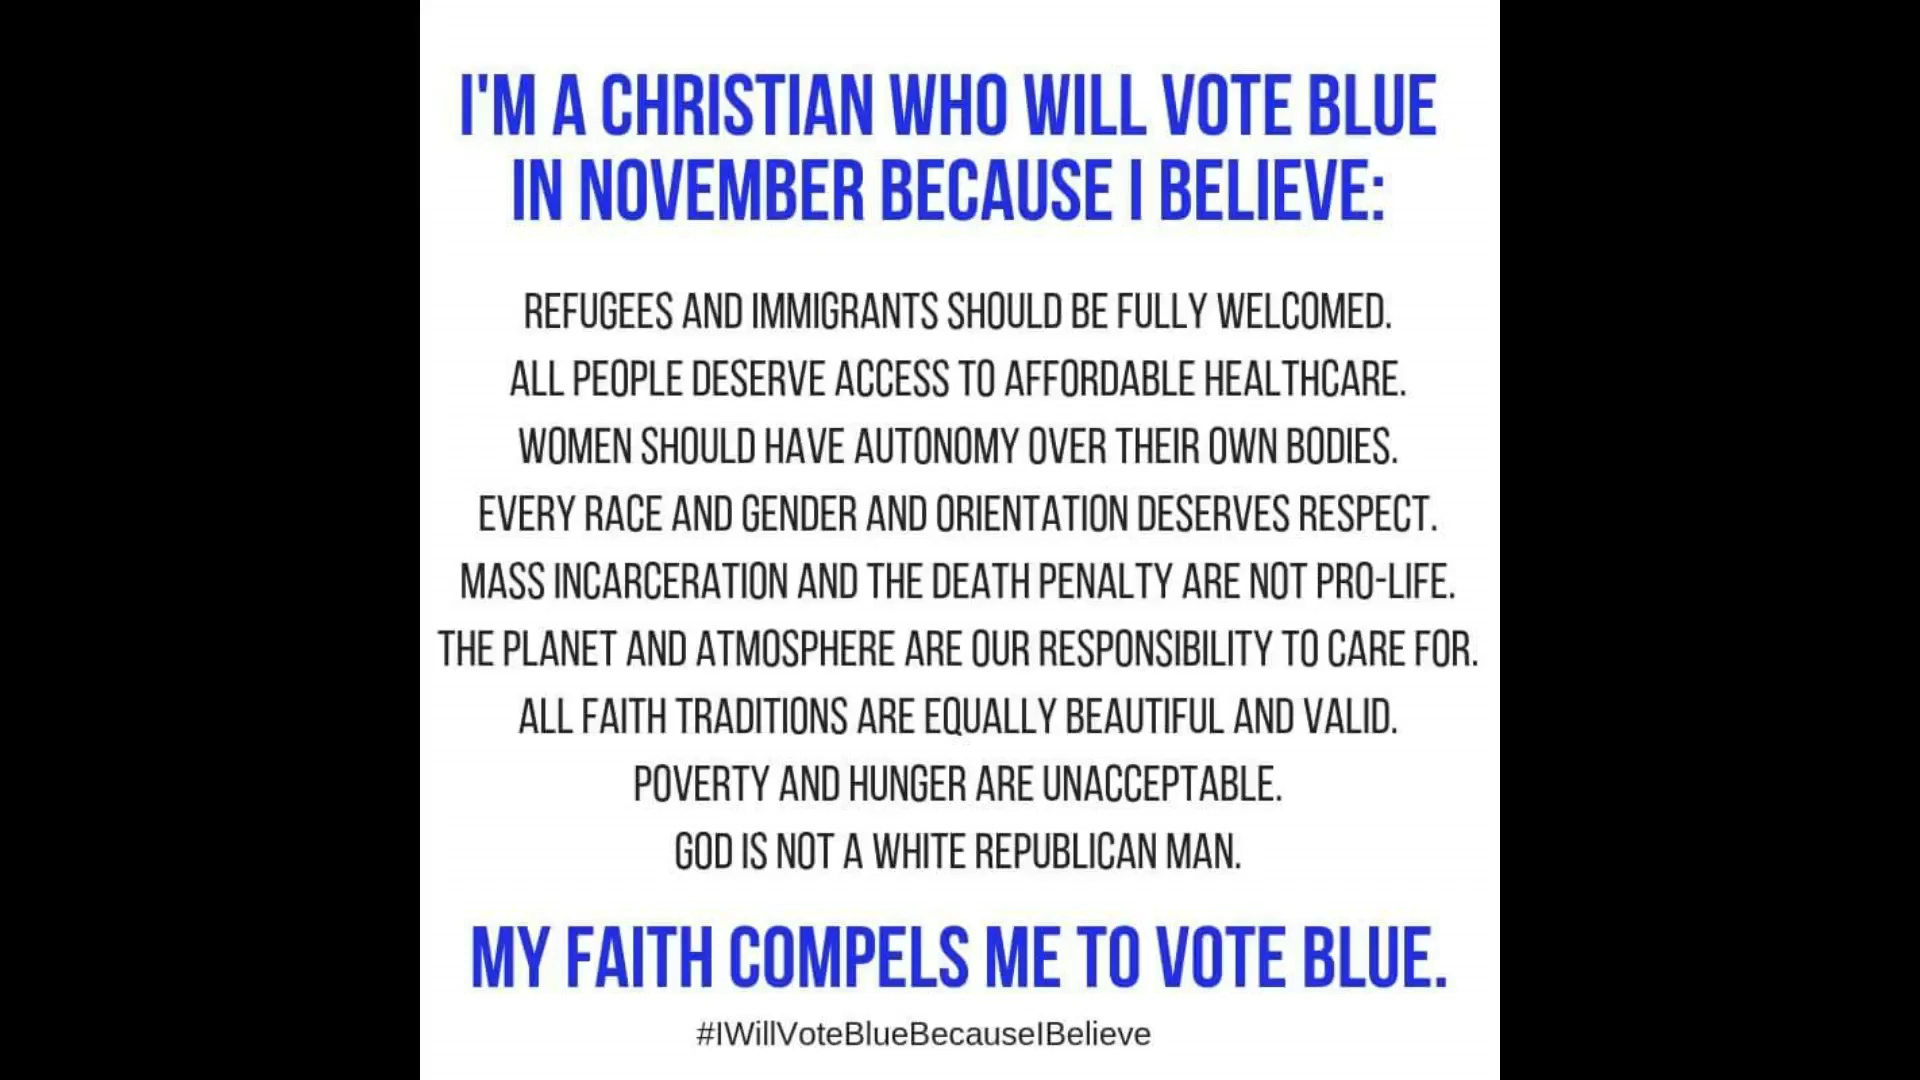 I'M A CHRISTIAN WHO WILL VOTE BLUE
IN NOVEMBER BECAUSE I BELIEVE:
REFUGEES AND IMMIGRANTS SHOULD BE FULLY WELCOMED.
ALL PEOPLE DESERVE ACCESS TO AFFORDABLE HEALTHCARE.
WOMEN SHOULD HAVE AUTONOMY OVER THEIR OWN BODIES.
EVERY RACE AND GENDER AND ORIENTATION DESERVES RESPECT.
MASS INCARCERATION AND THE DEATH PENALTY ARE NOT PRO-LIFE.
THE PLANET AND ATMOSPHERE ARE OUR RESPONSIBILITY TO CARE FOR.
ALL FAITH TRADITIONS ARE EQUALLY BEAUTIFUL AND VALID.
POVERTY AND HUNGER ARE UNACCEPTABLE.
GOD IS NOT A WHITE REPUBLICAN MAN.
MY FAITH COMPELS ME TO VOTE BLUE.
#IWillVoteBlueBecauseIBelieve